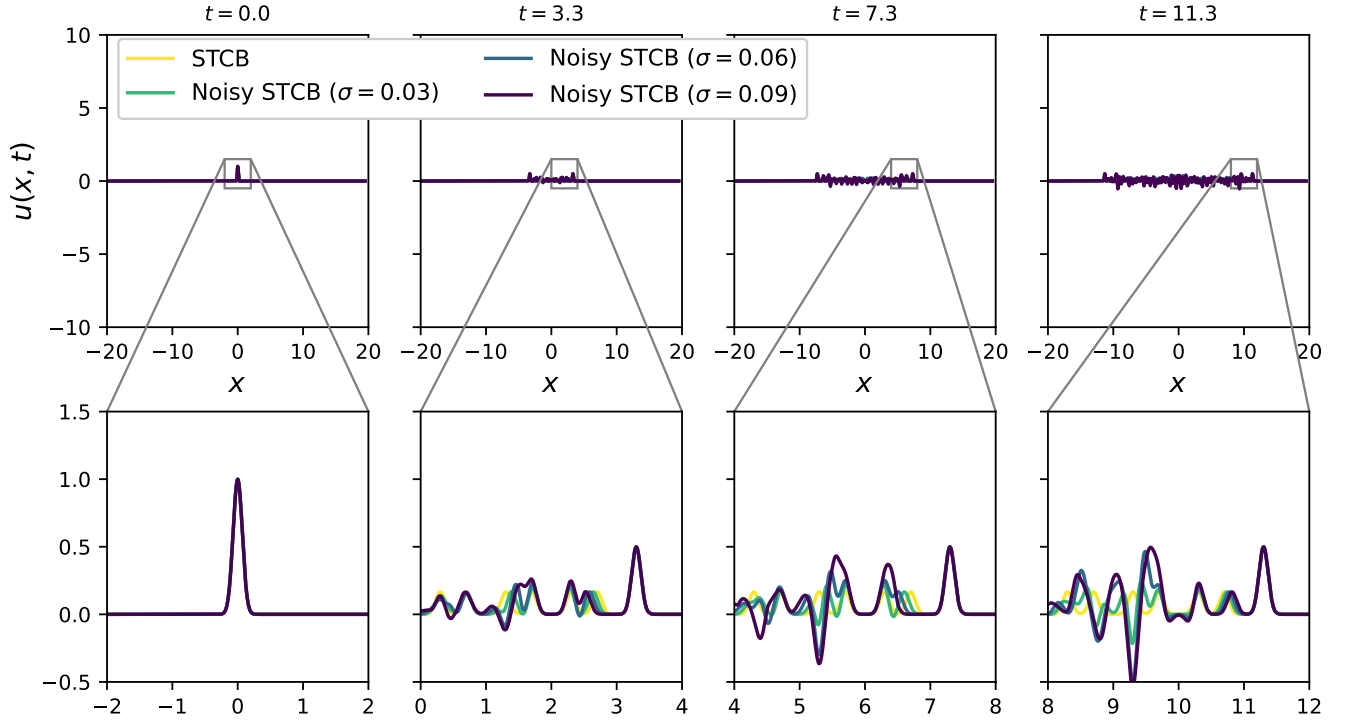 t = 0.0 t = 3.3 t = 7.3 t = 11.3
STCB Noisy STCB (σ = 0.06)
Noisy STCB (σ = 0.03) Noisy STCB (σ = 0.09)
u(x, t)
10
5
0
−5
−10
−20 −10 0 10 20 −20 −10 0 10 20 −20 −10 0 10 20 −20 −10 0 10 20
x x x x
1.5
1.0
0.5
0.0
−0.5
−2 −1 0 1 2 0 1 2 3 4 4 5 6 7 8 8 9 10 11 12